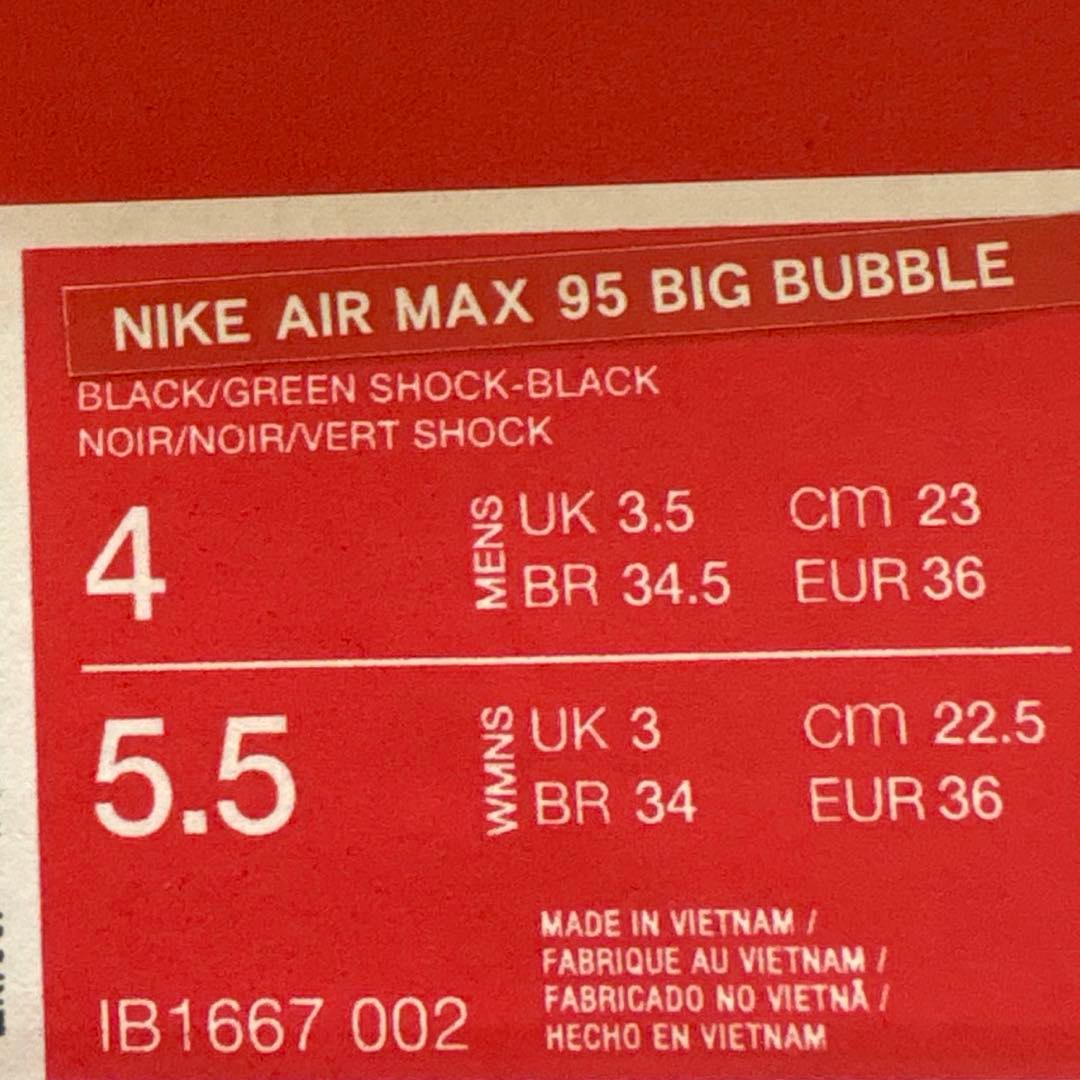 NIKE AIR MAX 95 BIG BUBBLE
BLACK/GREEN SHOCK-BLACK
NOIR/NOIR/VERT SHOCK
4 MENS UK 3.5 cm 23
BR 34.5 EUR 36
5.5 WMNS UK 3 cm 22.5
BR 34 EUR 36
MADE IN VIETNAM /
FABRIQUE AU VIETNAM /
FABRICADO NO VIETNÃ /
HECHO EN VIETNAM
IB1667 002